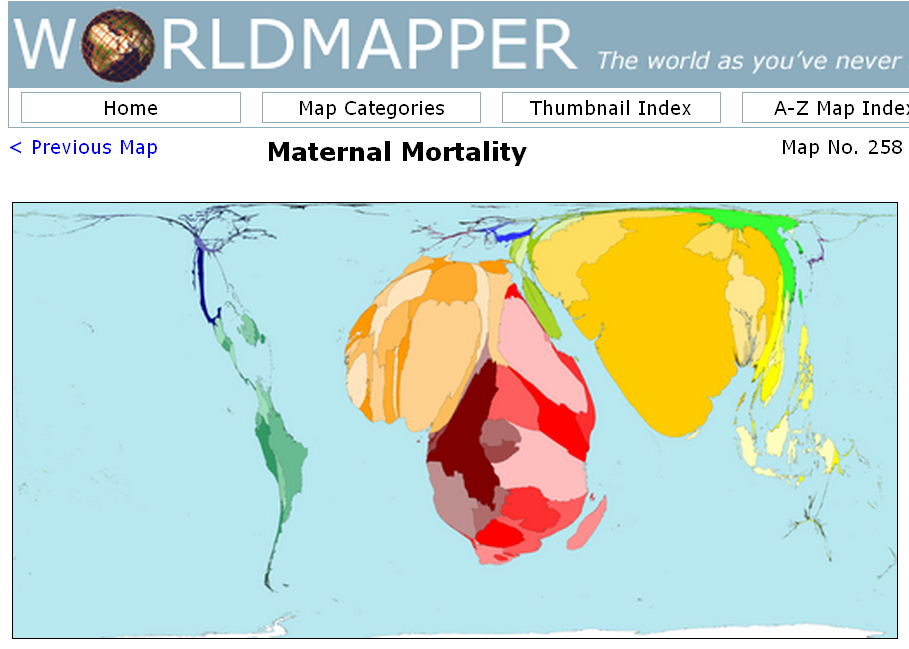 WORLDMAPPER The world as you've never
Home Map Categories Thumbnail Index A-Z Map Index
< Previous Map Maternal Mortality Map No. 258